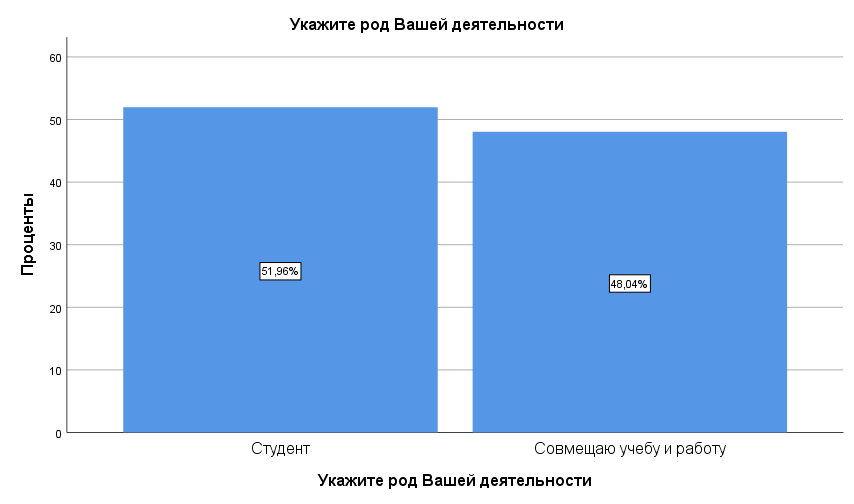 Укажите род Вашей деятельности
Проценты
60
50
40
30
20
10
0
51,96%
48,04%
Студент
Совмещаю учебу и работу
Укажите род Вашей деятельности